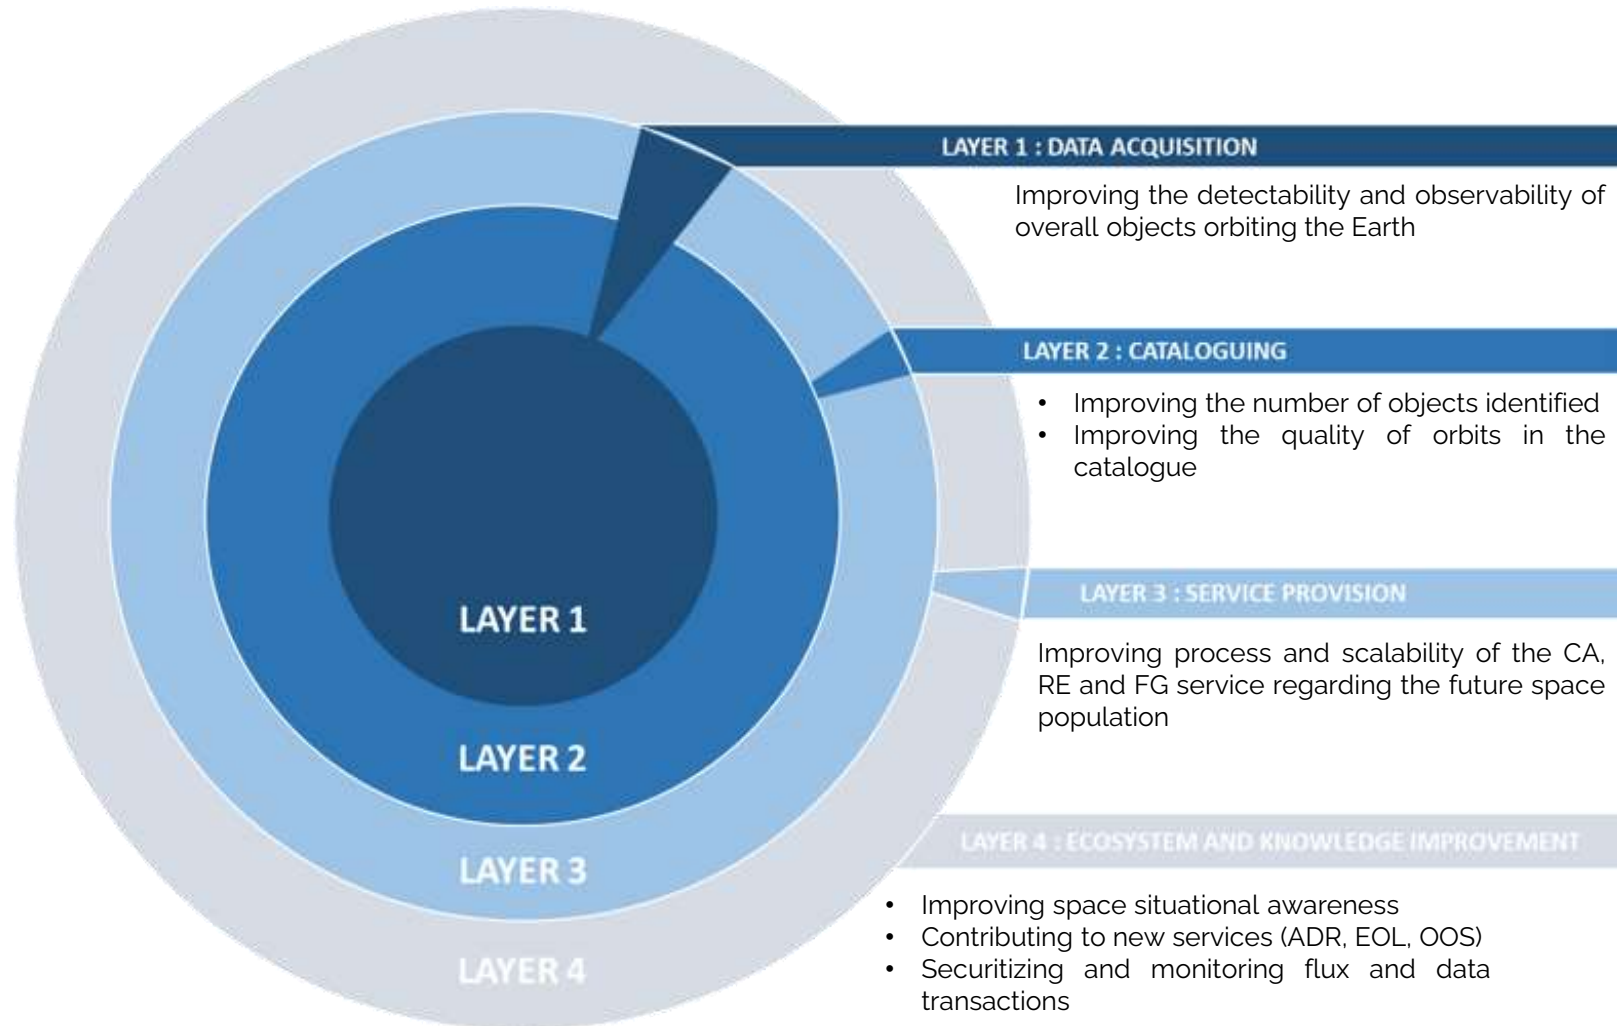 LAYER 1 : DATA ACQUISITION
Improving the detectability and observability of
overall objects orbiting the Earth
LAYER 2 : CATALOGUING
• Improving the number of objects identified
• Improving the quality of orbits in the
catalogue
LAYER 3 : SERVICE PROVISION
Improving process and scalability of the CA,
RE and FG service regarding the future space
population
LAYER 4 : ECOSYSTEM AND KNOWLEDGE IMPROVEMENT
• Improving space situational awareness
• Contributing to new services (ADR, EOL, OOS)
• Securitizing and monitoring flux and data
transactions
LAYER 1
LAYER 2
LAYER 3
LAYER 4